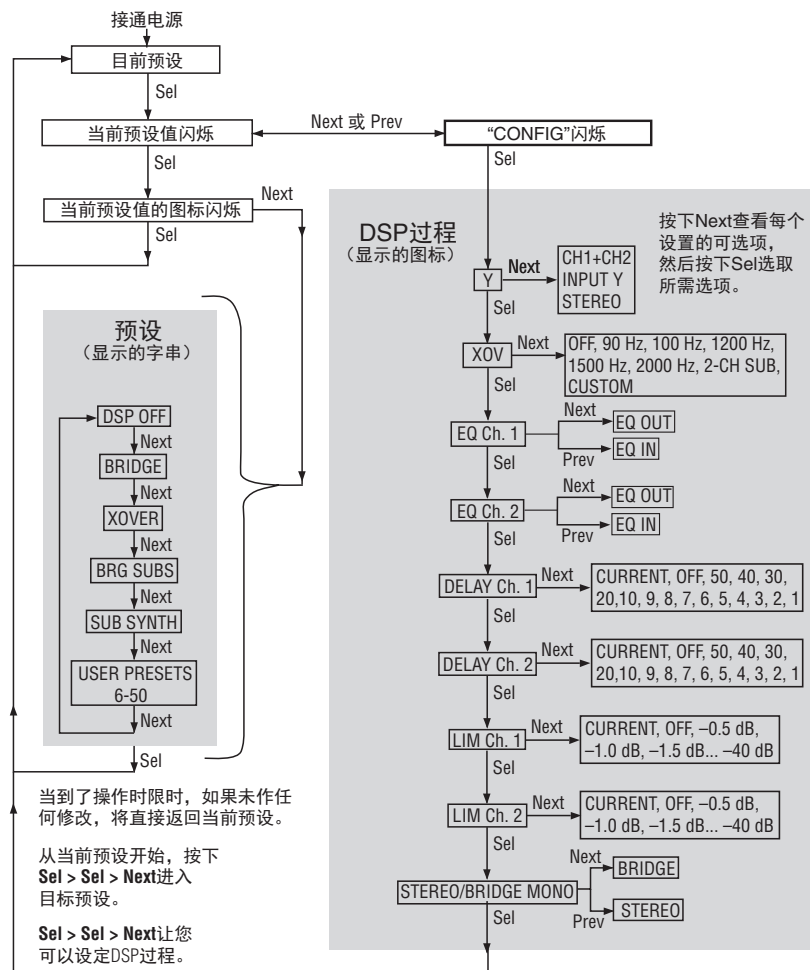 接通电源
目前预设
Sel
当前预设值闪烁
Next 或 Prev
“CONFIG”闪烁
Sel
Sel
当前预设值的图标闪烁
Next
Sel
预设
（显示的字串）
DSP OFF
Next
BRIDGE
Next
XOVER
Next
BRG SUBS
Next
SUB SYNTH
Next
USER PRESETS
6-50
Next
Sel
当到了操作时限时，如果未作任
何修改，将直接返回当前预设。
从当前预设开始，按下
Sel > Sel > Next进入
目标预设。
Sel > Sel > Next让您
可以设定DSP过程。
DSP过程
（显示的图标）
按下Next查看每个
设置的可选项，
然后按下Sel选取
所需选项。
Y
Next
CH1+CH2
INPUT Y
STEREO
Sel
XOV
Next
OFF, 90 Hz, 100 Hz, 1200 Hz,
1500 Hz, 2000 Hz, 2-CH SUB,
CUSTOM
Sel
EQ Ch. 1
Next
EQ OUT
Prev
EQ IN
Sel
EQ Ch. 2
Next
EQ OUT
Prev
EQ IN
Sel
DELAY Ch. 1
Next
CURRENT, OFF, 50, 40, 30,
20,10, 9, 8, 7, 6, 5, 4, 3, 2, 1
Sel
DELAY Ch. 2
Next
CURRENT, OFF, 50, 40, 30,
20,10, 9, 8, 7, 6, 5, 4, 3, 2, 1
Sel
LIM Ch. 1
Next
CURRENT, OFF, –0.5 dB,
–1.0 dB, –1.5 dB... –40 dB
Sel
LIM Ch. 2
Next
CURRENT, OFF, –0.5 dB,
–1.0 dB, –1.5 dB... –40 dB
Sel
STEREO/BRIDGE MONO
Next
BRIDGE
Prev
STEREO
Sel